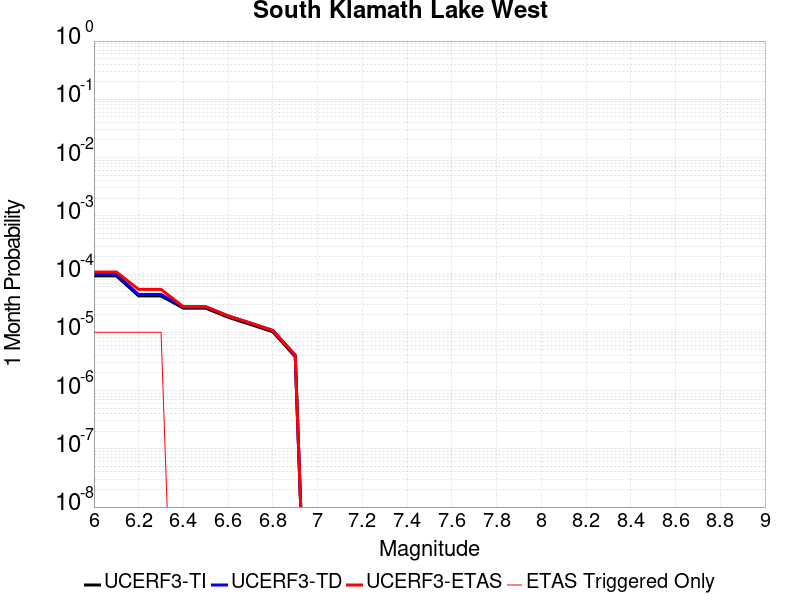 South Klamath Lake West
10^0
10^-1
10^-2
10^-3
10^-4
10^-5
10^-6
10^-7
10^-8
1 Month Probability
6 6.2 6.4 6.6 6.8 7 7.2 7.4 7.6 7.8 8 8.2 8.4 8.6 8.8 9
Magnitude
UCERF3-TI UCERF3-TD UCERF3-ETAS ETAS Triggered Only